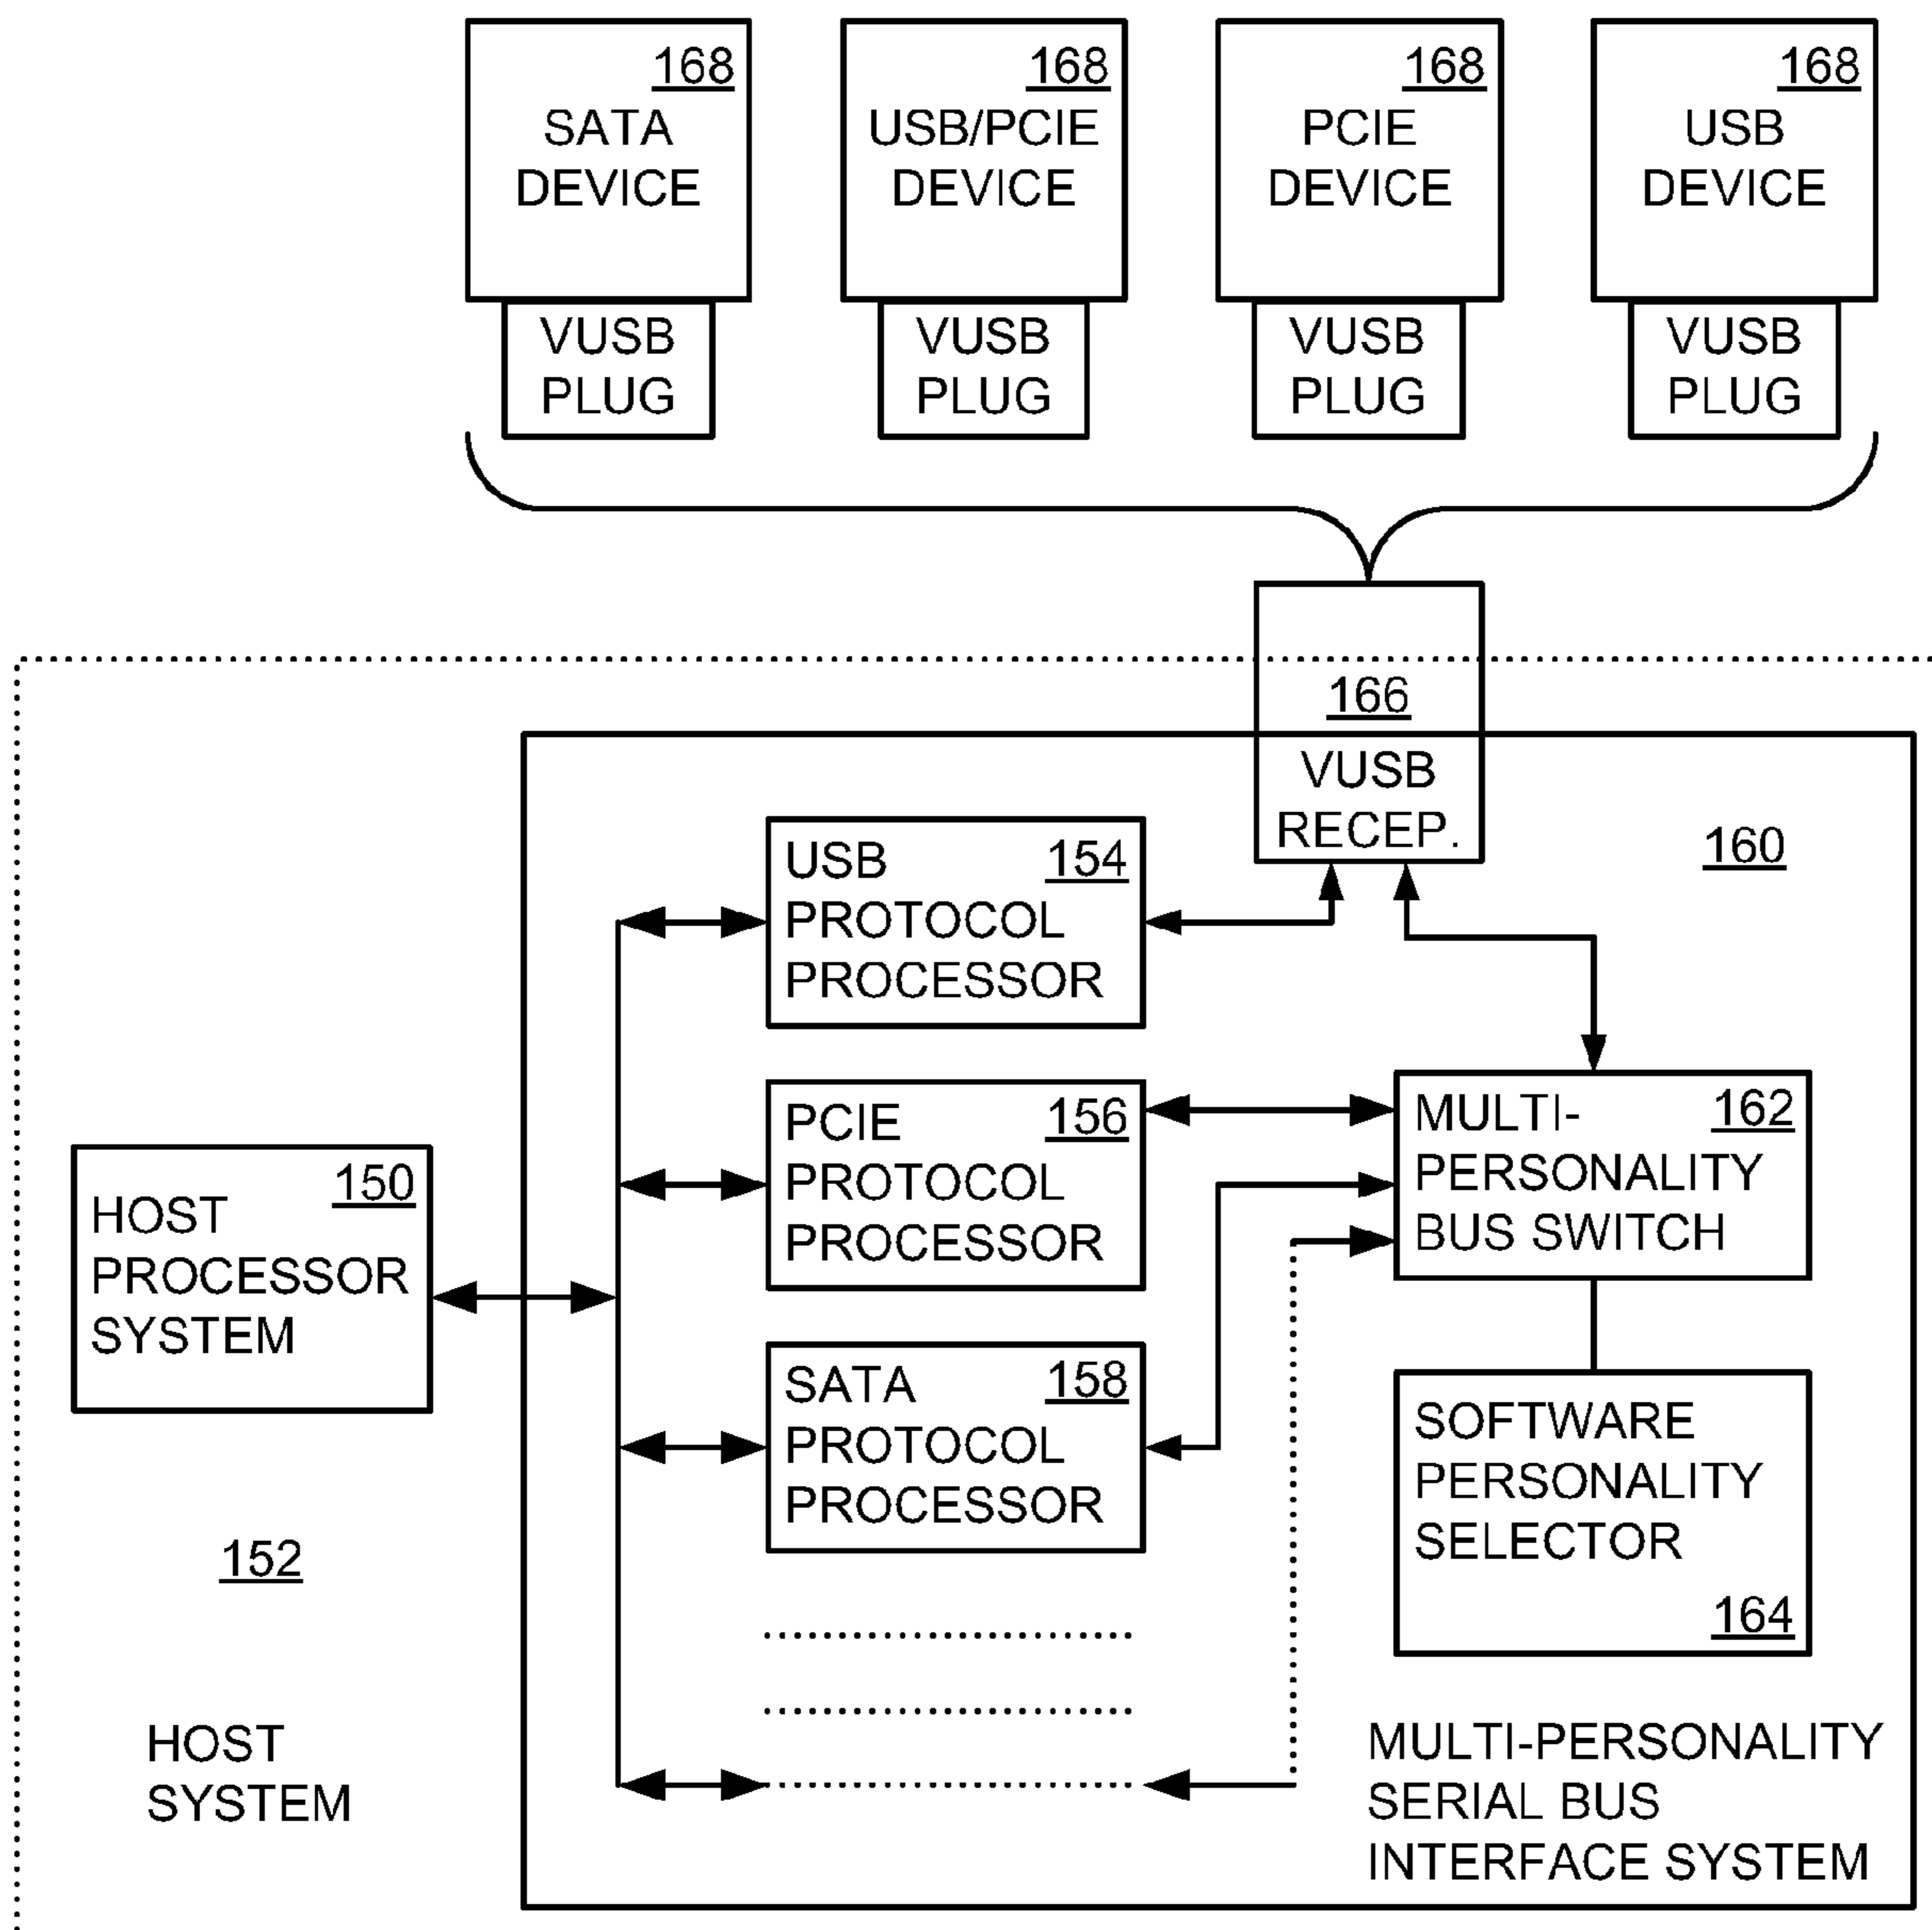 168
SATA
DEVICE
VUSB
PLUG
168
USB/PCIE
DEVICE
VUSB
PLUG
168
PCIE
DEVICE
VUSB
PLUG
168
USB
DEVICE
VUSB
PLUG
166
VUSB
RECEP.
160
USB 154
PROTOCOL
PROCESSOR
PCIE 156
PROTOCOL
PROCESSOR
SATA 158
PROTOCOL
PROCESSOR
MULTI- 162
PERSONALITY
BUS SWITCH
SOFTWARE
PERSONALITY
SELECTOR
164
150
HOST
PROCESSOR
SYSTEM
152
HOST
SYSTEM
MULTI-PERSONALITY
SERIAL BUS
INTERFACE SYSTEM